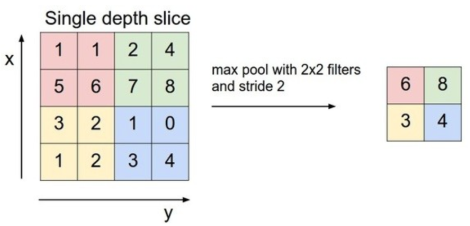 Single depth slice
x
1 1 2 4
5 6 7 8
3 2 1 0
1 2 3 4
y
max pool with 2x2 filters
and stride 2
6 8
3 4